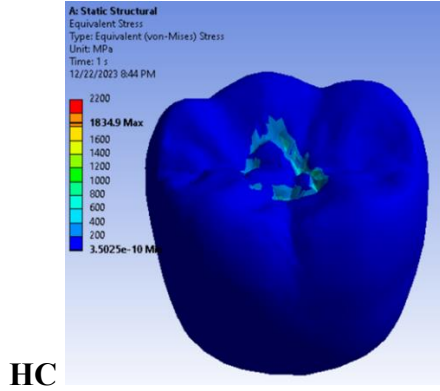 A: Static Structural
Equivalent Stress
Type: Equivalent (von-Mises) Stress
Unit: MPa
Time: 1 s
12/22/2023 8:44 PM
2200
1834.9 Max
1600
1400
1200
1000
800
600
400
200
3.5025e-10 Mi
HC